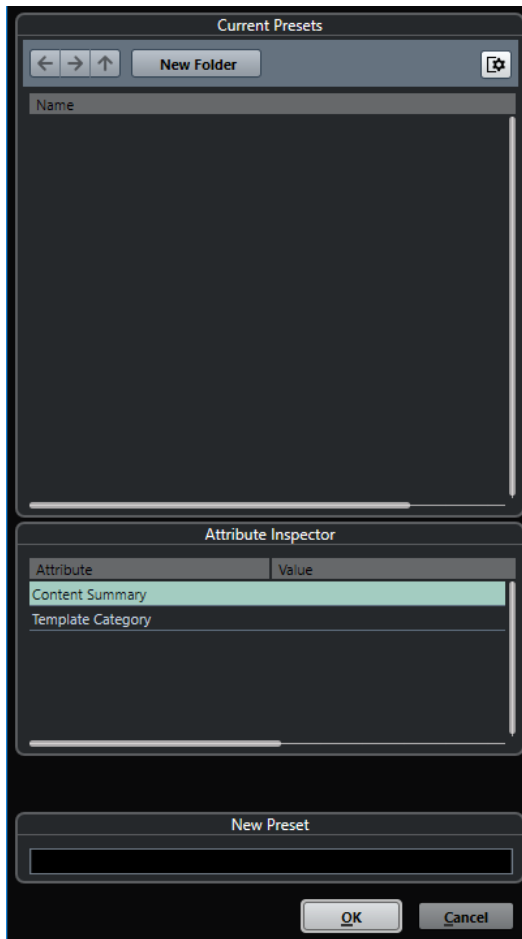 Current Presets
New Folder
Name
Attribute Inspector
Attribute Value
Content Summary
Template Category
New Preset
OK Cancel